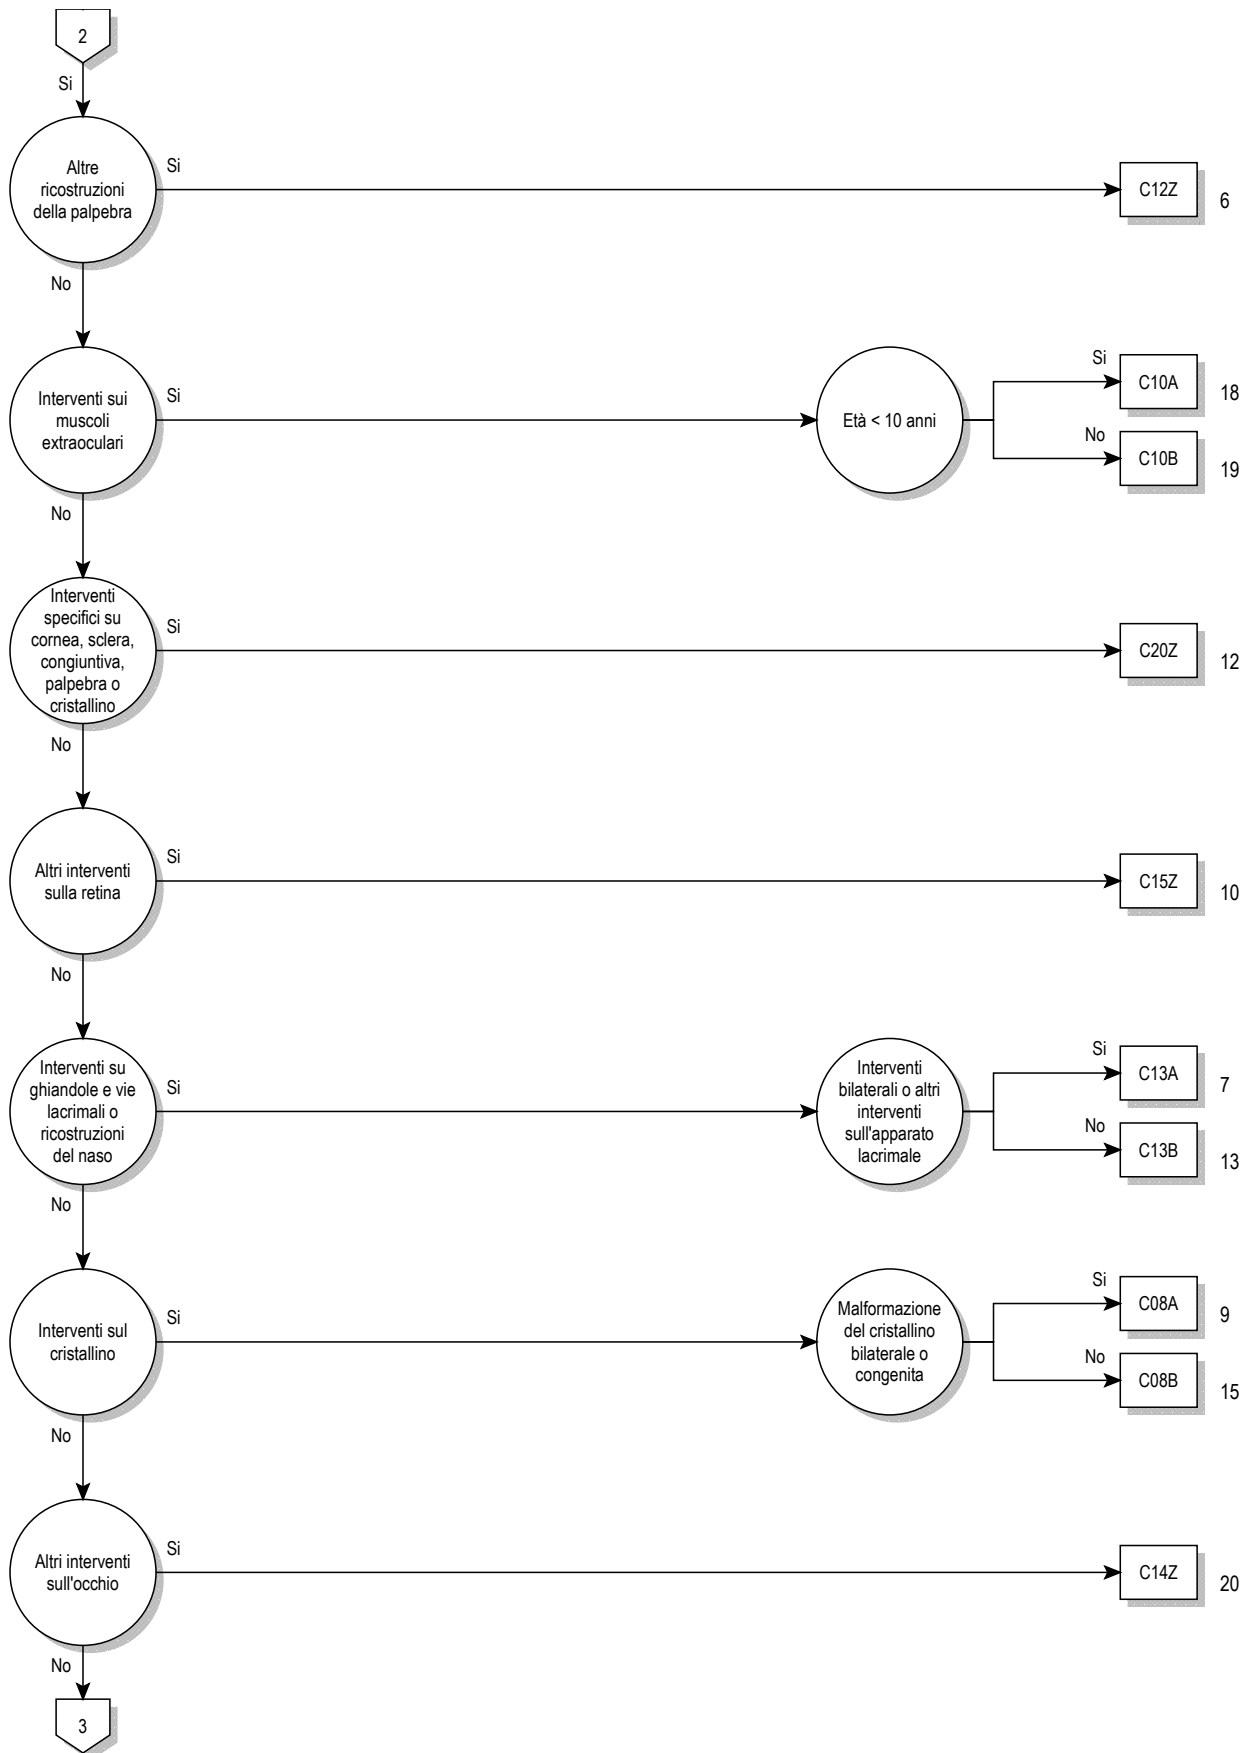 2
Si
Altre
ricostruzioni
della palpebra
Si
C12Z
6
No
Interventi sui
muscoli
extraoculari
Si
Età < 10 anni
Si
C10A
18
No
C10B
19
No
Interventi
specifici su
cornea, sclera,
congiuntiva,
palpebra o
cristallino
Si
C20Z
12
No
Altri interventi
sulla retina
Si
C15Z
10
No
Interventi su
ghiandole e vie
lacrimali o
ricostruzioni
del naso
Si
Interventi
bilaterali o altri
interventi
sull'apparato
lacrimale
Si
C13A
7
No
C13B
13
No
Interventi sul
cristallino
Si
Malformazione
del cristallino
bilaterale o
congenita
Si
C08A
9
No
C08B
15
No
Altri interventi
sull'occhio
Si
C14Z
20
No
3